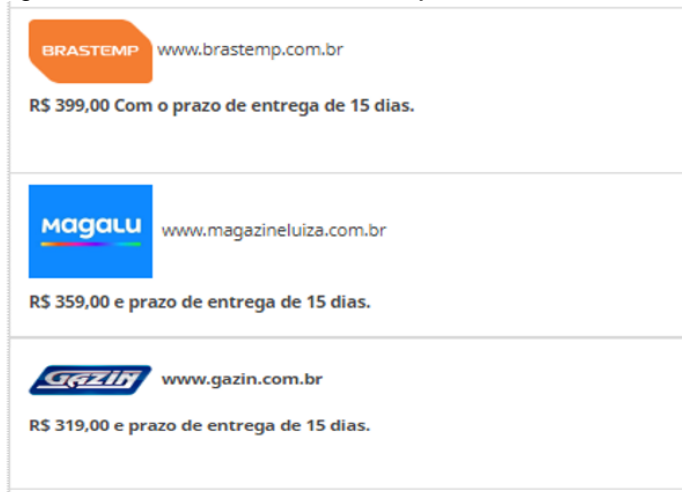 BRASTEMP www.brastemp.com.br
R$ 399,00 Com o prazo de entrega de 15 dias.
Magalu www.magazineluiza.com.br
R$ 359,00 e prazo de entrega de 15 dias.
GAZIN www.gazin.com.br
R$ 319,00 e prazo de entrega de 15 dias.